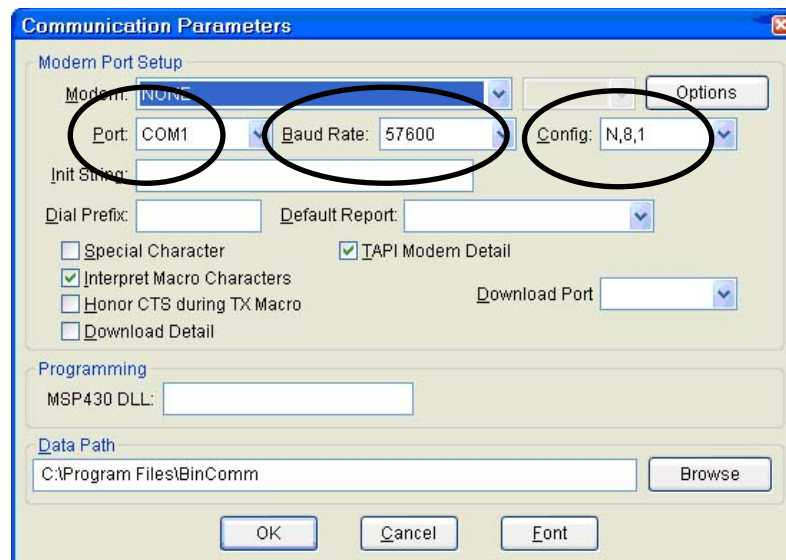 Communication Parameters
Modem Port Setup
Modem: NONE Options
Port: COM1 Baud Rate: 57600 Config: N,8,1
Init String:
Dial Prefix: Default Report:
Special Character TAPI Modem Detail
Interpret Macro Characters
Honor CTS during TX Macro Download Port
Download Detail
Programming
MSP430 DLL:
Data Path
C:\Program Files\BinComm Browse
OK Cancel Font